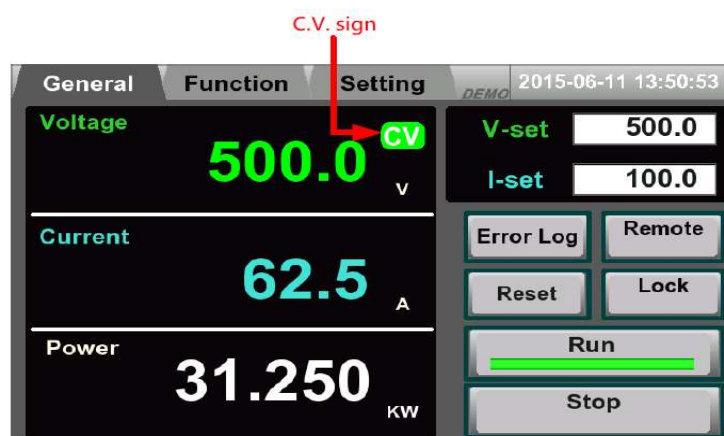 C.V. sign
General Function Setting DEMO 2015-06-11 13:50:53
Voltage CV
500.0 V
V-set 500.0
I-set 100.0
Current
62.5 A
Error Log Remote
Reset Lock
Power
31.250 KW
Run
Stop